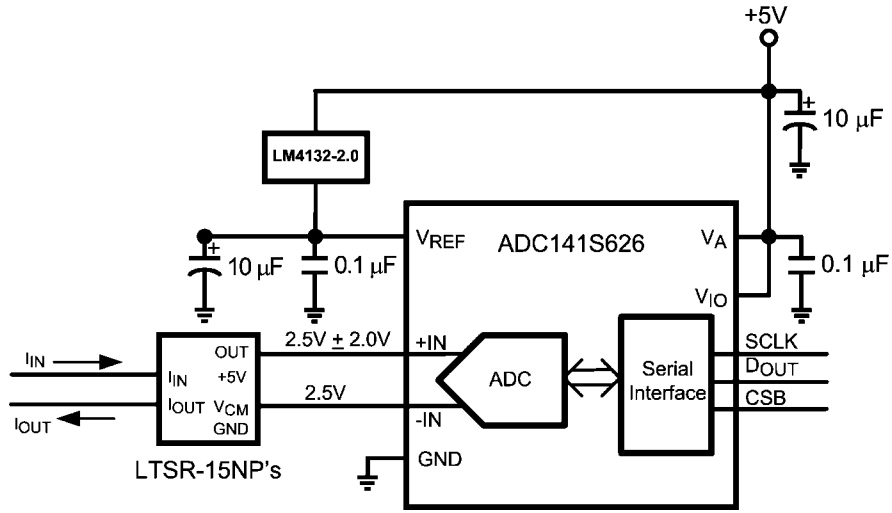 +5V
+
10 µF
LM4132-2.0
VREF
ADC141S626
VA
+
10 µF
0.1 µF
0.1 µF
VIO
2.5V ± 2.0V
+IN
SCLK
IIN
OUT
IIN
+5V
ADC
Serial
Interface
DOUT
IOUT
VCM
2.5V
CSB
IOUT
GND
-IN
GND
LTSR-15NP's